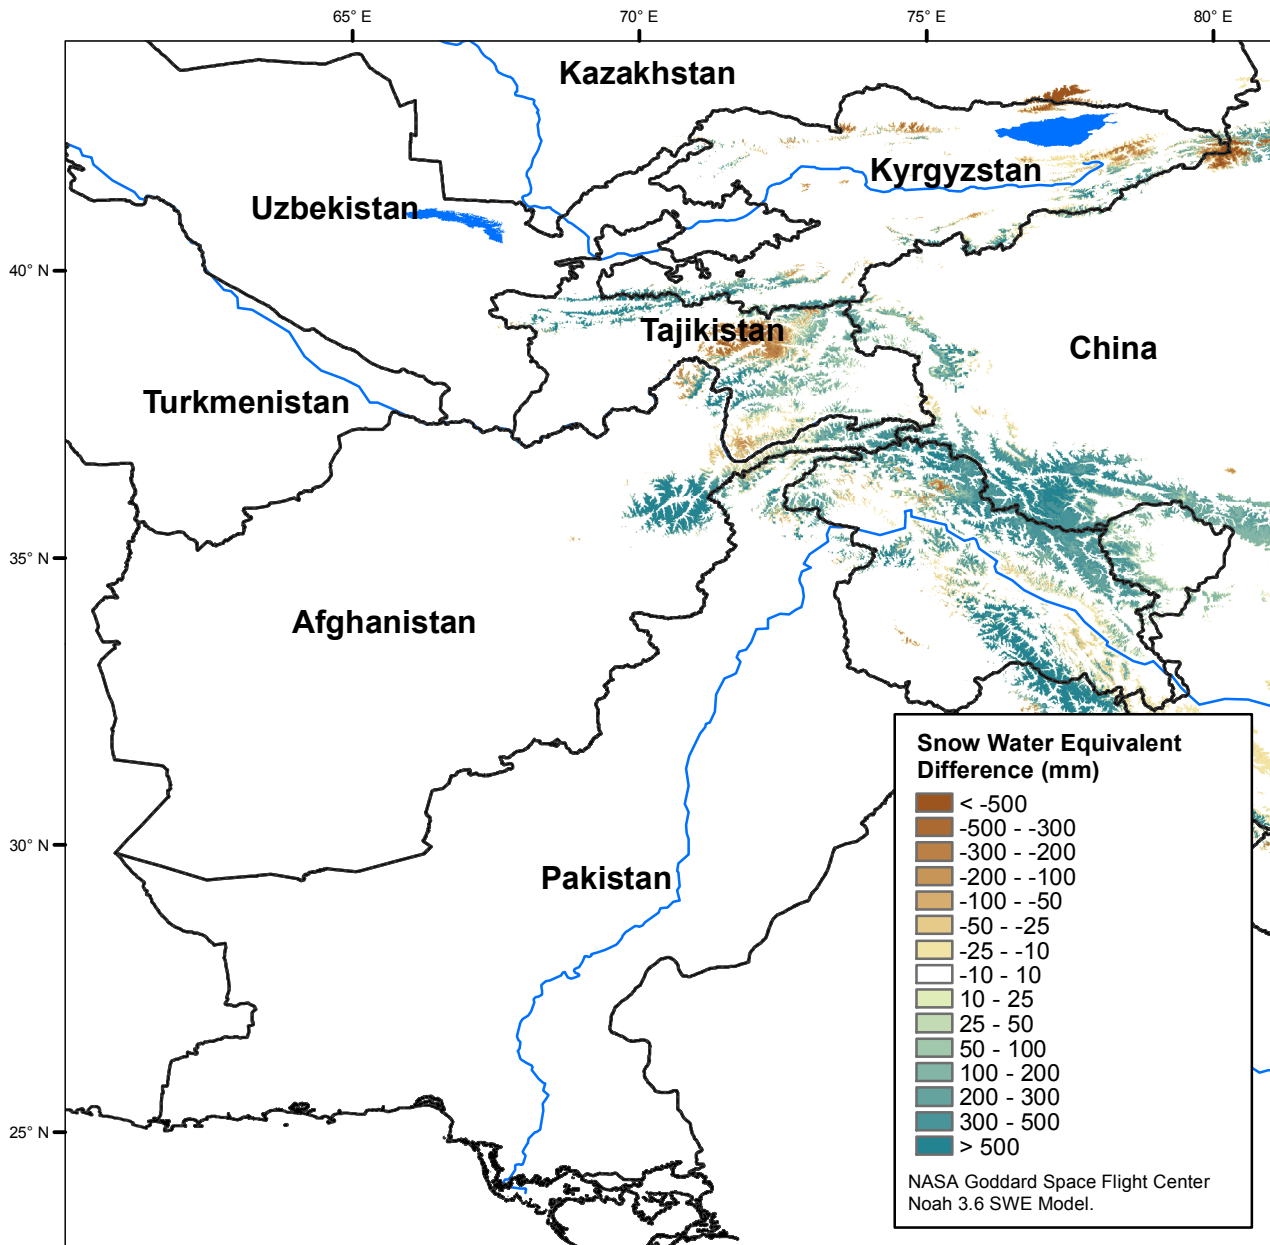 65° E
70° E
75° E
80° E
Kazakhstan
Kyrgyzstan
Uzbekistan
40° N
Tajikistan
China
Turkmenistan
35° N
Afghanistan
30° N
Pakistan
25° N
Snow Water Equivalent
Difference (mm)
< -500
-500 - -300
-300 - -200
-200 - -100
-100 - -50
-50 - -25
-25 - -10
-10 - 10
10 - 25
25 - 50
50 - 100
100 - 200
200 - 300
300 - 500
> 500
NASA Goddard Space Flight Center
Noah 3.6 SWE Model.